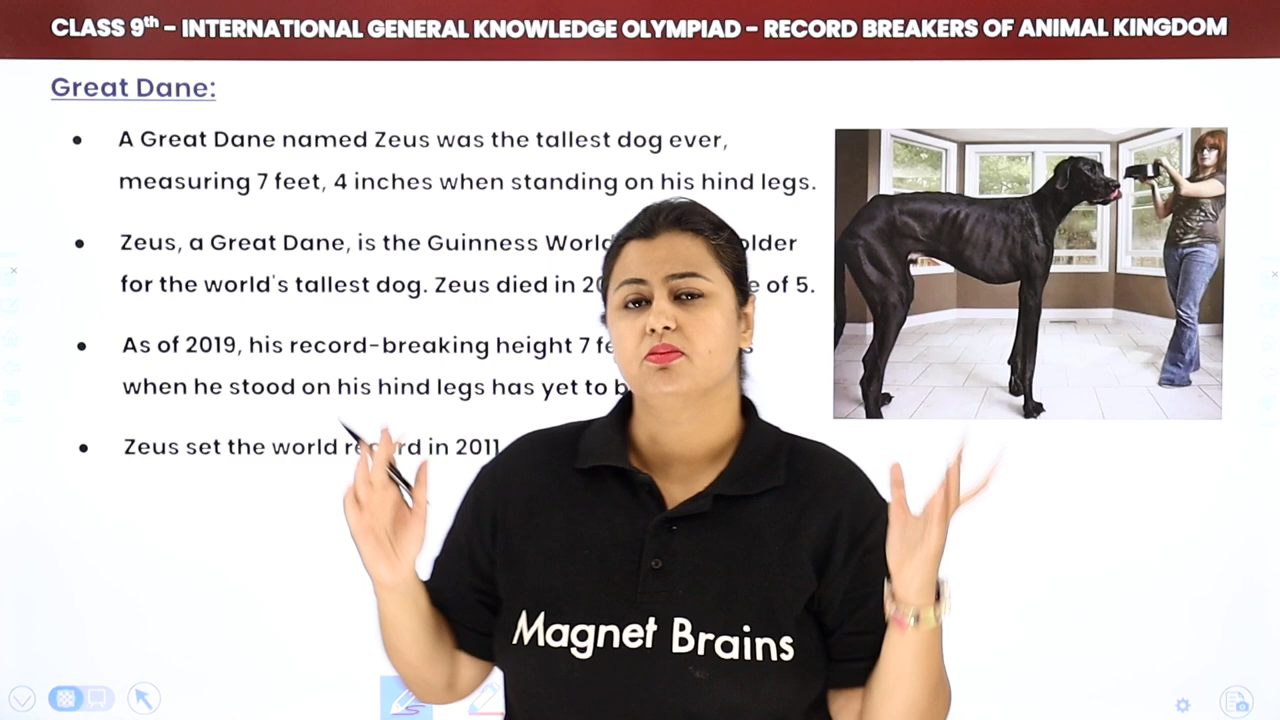 CLASS 9th – INTERNATIONAL GENERAL KNOWLEDGE OLYMPIAD – RECORD BREAKERS OF ANIMAL KINGDOM
Great Dane:
• A Great Dane named Zeus was the tallest dog ever,
measuring 7 feet, 4 inches when standing on his hind legs.
• Zeus, a Great Dane, is the Guinness
for the world's tallest dog. Zeus died in of 5.
• As of 2019, his record-breaking height 7
when he stood on his hind legs has yet to
• Zeus set the world record in 2011
Magnet Brains